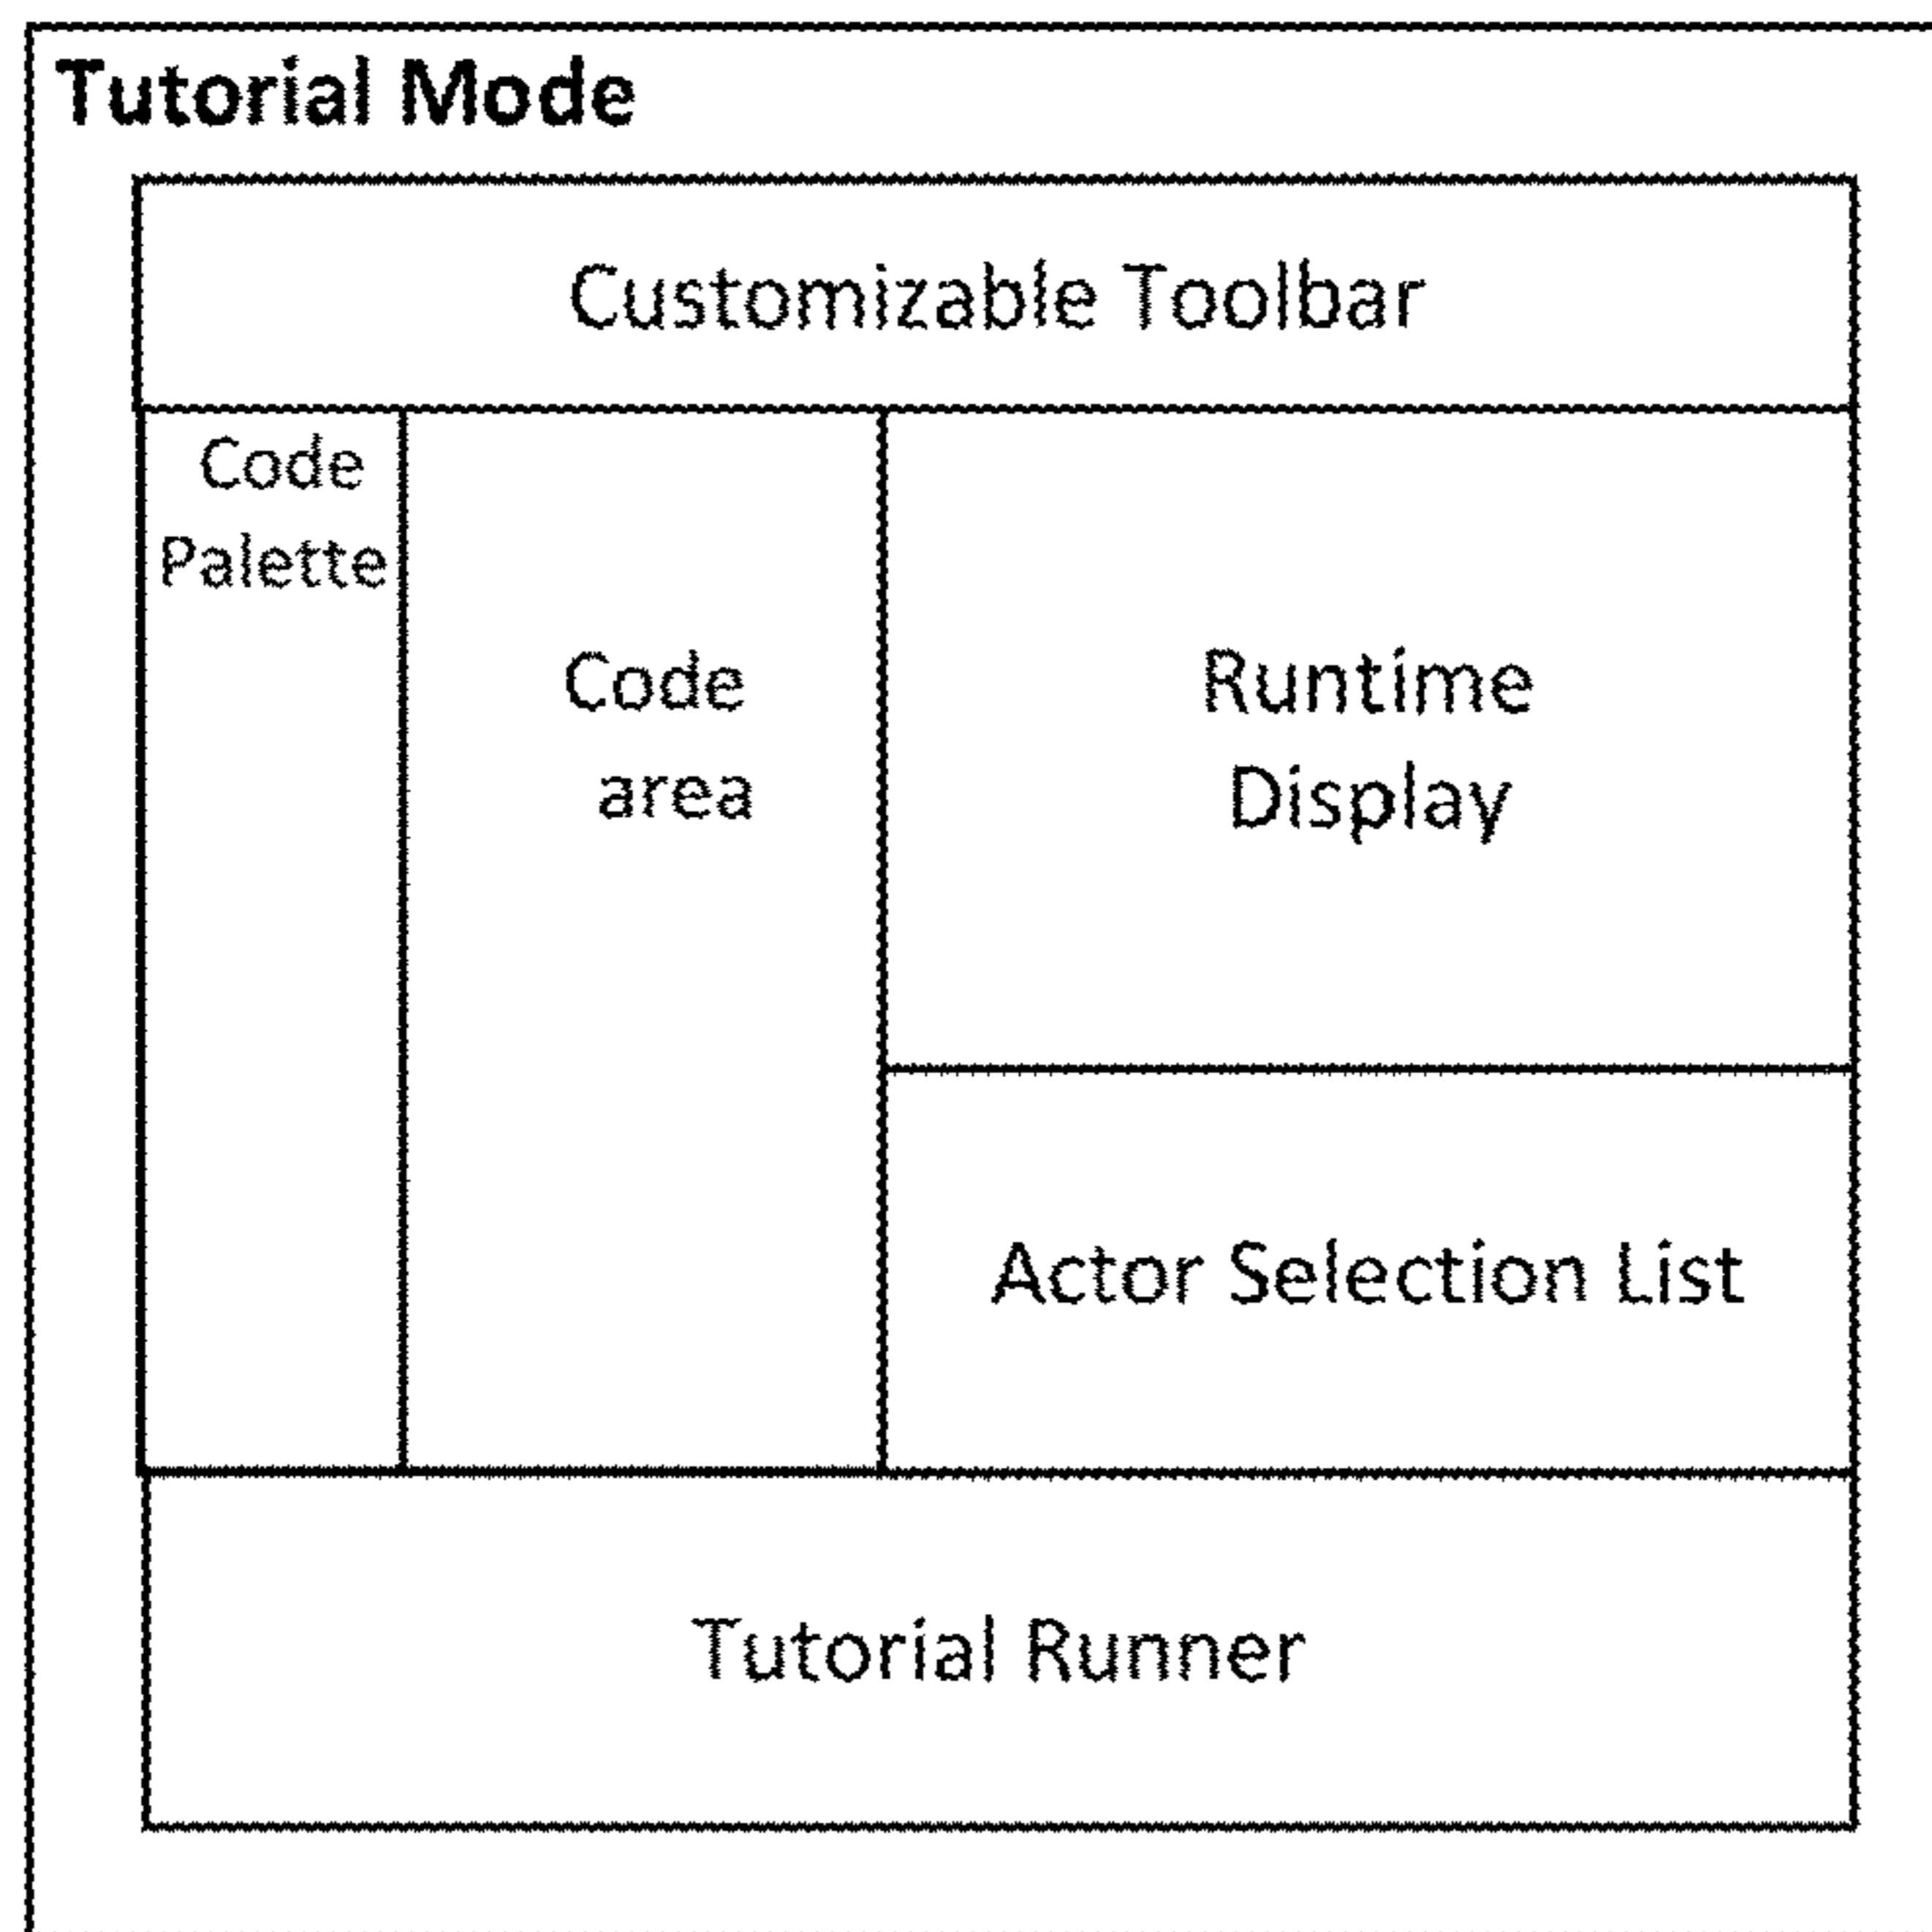 Tutorial Mode
Customizable Toolbar
Code
Palette
Code
area
Runtime
Display
Actor Selection List
Tutorial Runner